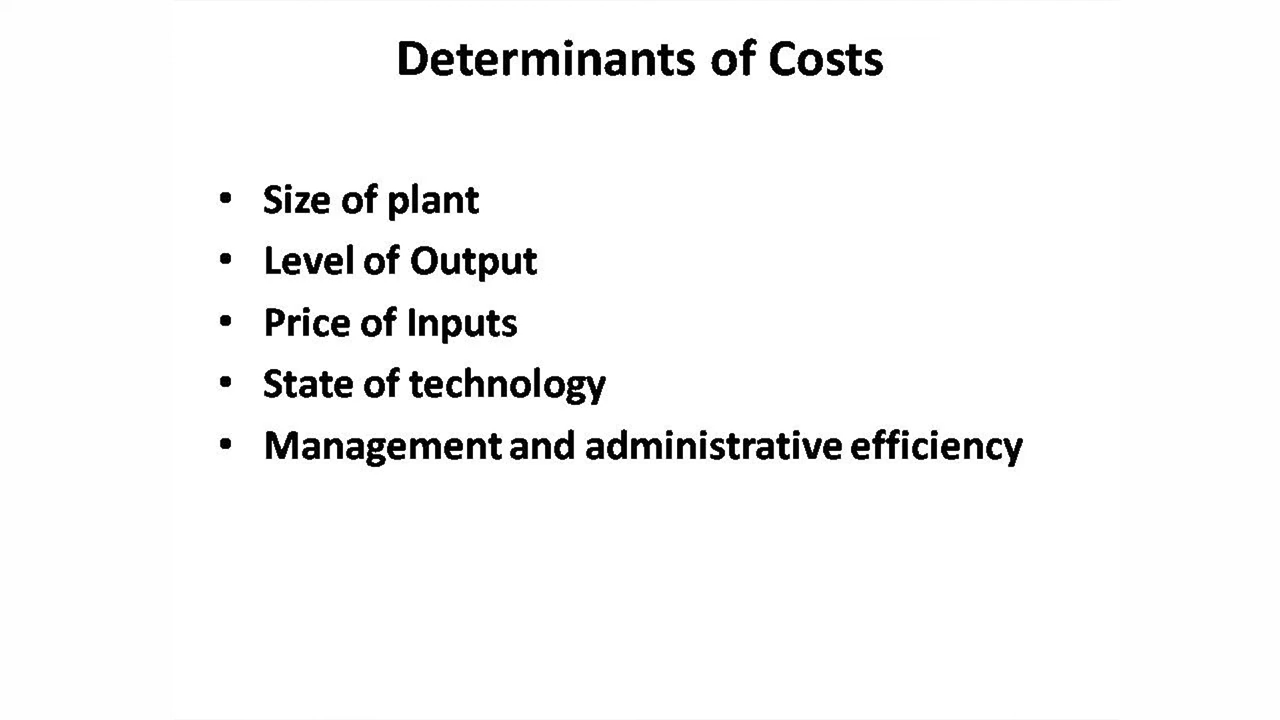 Determinants of Costs
• Size of plant
• Level of Output
• Price of Inputs
• State of technology
• Management and administrative efficiency